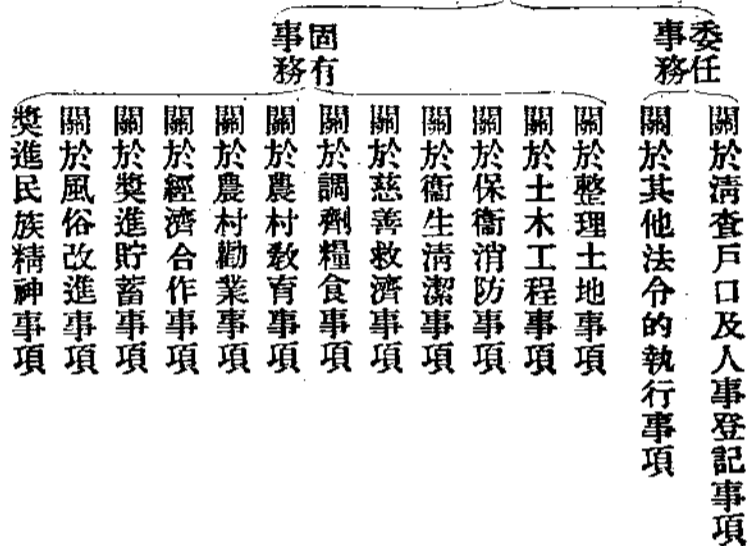 委任事務
關於清查戶口及人事登記事項
關於其他法令的執行事項
固有事務
關於整理土地事項
關於土木工程事項
關於保衞消防事項
關於衞生清潔事項
關於慈善救濟事項
關於調劑糧食事項
關於農村敎育事項
關於農村勸業事項
關於經濟合作事項
關於獎進貯蓄事項
關於風俗改進事項
獎進民族精神事項